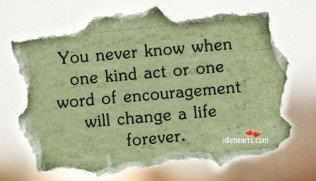 You never know when
one kind act or one
word of encouragement
will change a life
forever.
idlehearts.com